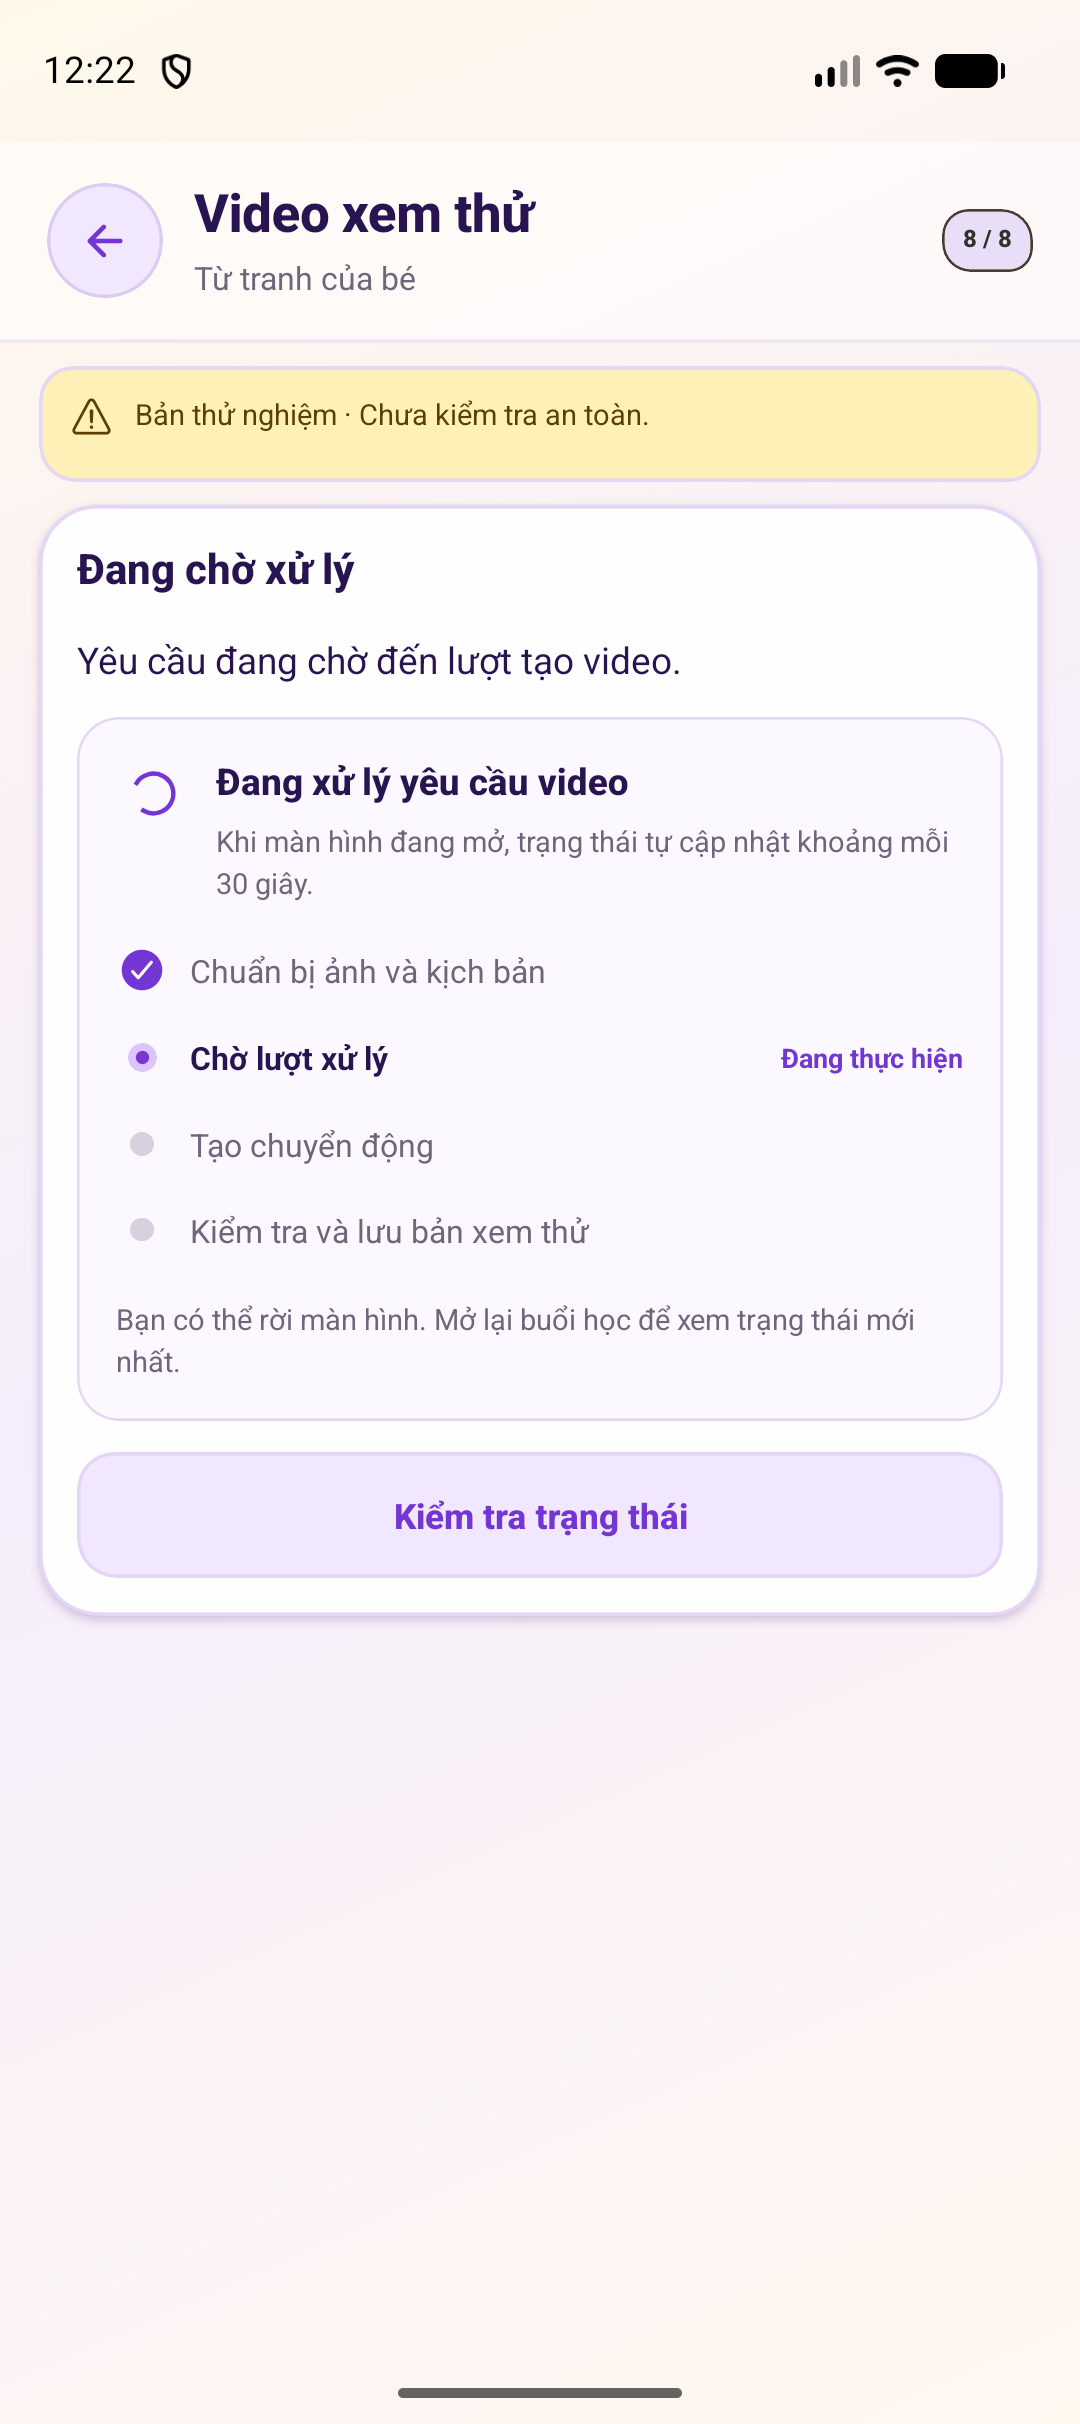 12:22
Video xem thử
Từ tranh của bé
8 / 8
Bản thử nghiệm · Chưa kiểm tra an toàn.
Đang chờ xử lý
Yêu cầu đang chờ đến lượt tạo video.
Đang xử lý yêu cầu video
Khi màn hình đang mở, trạng thái tự cập nhật khoảng mỗi
30 giây.
Chuẩn bị ảnh và kịch bản
Chờ lượt xử lý
Đang thực hiện
Tạo chuyển động
Kiểm tra và lưu bản xem thử
Bạn có thể rời màn hình. Mở lại buổi học để xem trạng thái mới
nhất.
Kiểm tra trạng thái